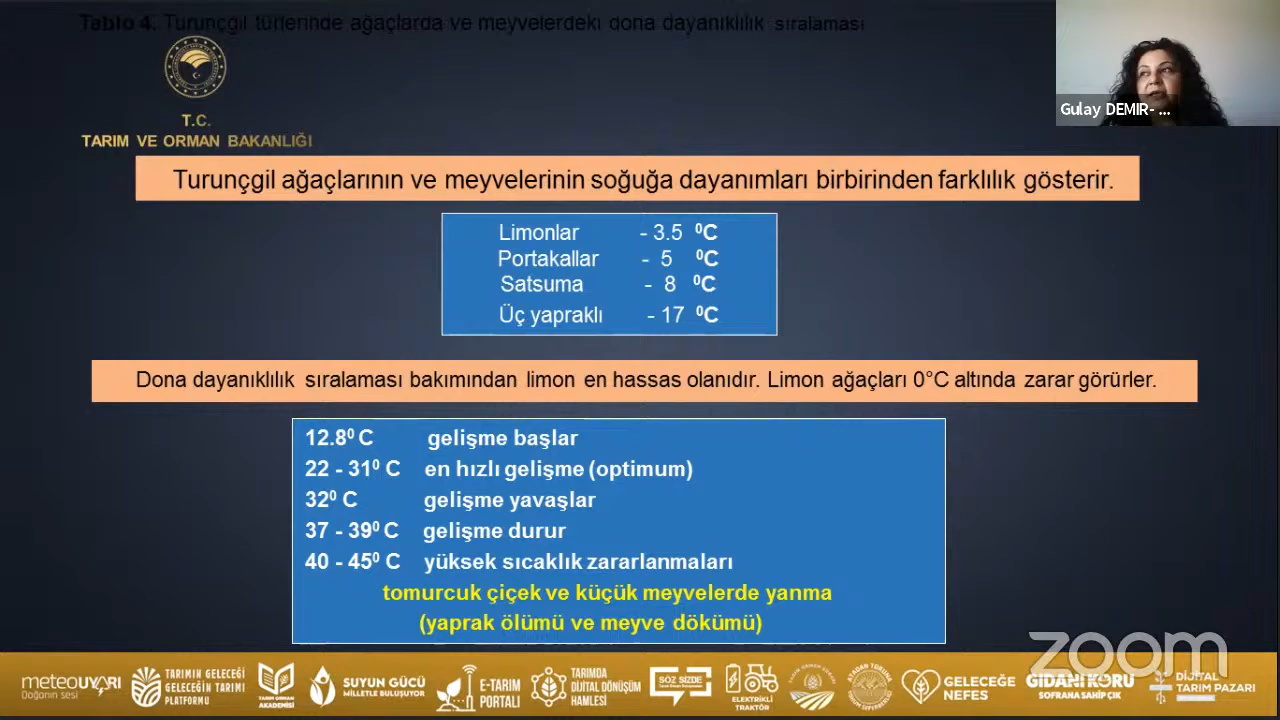 Tablo 4. Turunçgil türlerinde ağaçlarda ve meyvelerdeki dona dayanıklılık sıralaması
Gulay DEMIR- ...
T.C.
TARIM VE ORMAN BAKANLIĞI
Turunçgil ağaçlarının ve meyvelerinin soğuğa dayanımları birbirinden farklılık gösterir.
Limonlar - 3.5 ⁰C
Portakallar - 5 ⁰C
Satsuma - 8 ⁰C
Üç yapraklı - 17 ⁰C
Dona dayanıklılık sıralaması bakımından limon en hassas olanıdır. Limon ağaçları 0°C altında zarar görürler.
12.8⁰ C gelişme başlar
22 - 31⁰ C en hızlı gelişme (optimum)
32⁰ C gelişme yavaşlar
37 - 39⁰ C gelişme durur
40 - 45⁰ C yüksek sıcaklık zararlanmaları
tomurcuk çiçek ve küçük meyvelerde yanma
(yaprak ölümü ve meyve dökümü)
zoom
meteoUYARI
Doğanın sesi
TARIMIN GELECEĞİ
GELECEĞİN TARIMI
PLATFORMU
TARIM ORMAN
AKADEMİSİ
SUYUN GÜCÜ
MİLLETLE BULUŞUYOR
E-TARIM
PORTALI
TARIMDA
DİJİTAL DÖNÜŞÜM
HAMLESİ
SÖZ SİZDE
ELEKTRİKLİ
TRAKTÖR
GELECEĞE
NEFES
GIDANI KORU
SOFRANA SAHİP ÇIK
DİJİTAL
TARIM PAZARI